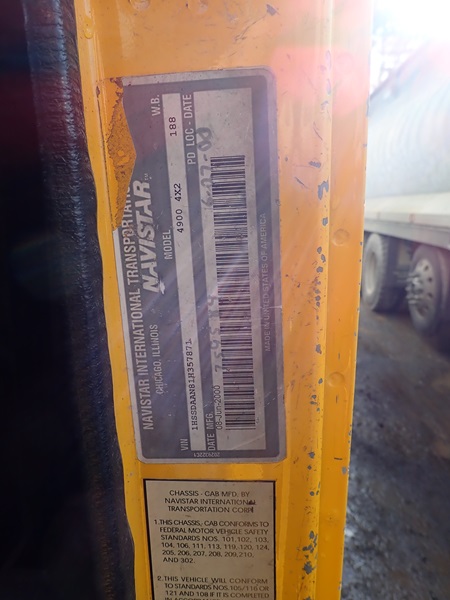 NAVISTAR INTERNATIONAL TRANSPORTATI
CHICAGO, ILLINOIS
NAVISTAR™
MODEL
W.B.
4900 4X2
188
VIN
PD LOC - DATE
1HSSDAAN81H357871
6-07-00
DATE MFG.
08-Jun-2000
MADE IN UNITED STATES OF AMERICA
CHASSIS - CAB MFD. BY
NAVISTAR INTERNATIONAL
TRANSPORTATION CORP.
1. THIS CHASSIS, CAB CONFORMS TO
FEDERAL MOTOR VEHICLE SAFETY
STANDARDS NOS. 101, 102, 103,
104, 106, 111, 113, 119, 120, 124,
205, 206, 207, 208, 209, 210,
AND 302.
2. THIS VEHICLE WILL CONFORM
TO STANDARDS NOS. 105/116 OR
121 AND 108 IF IT IS COMPLETED